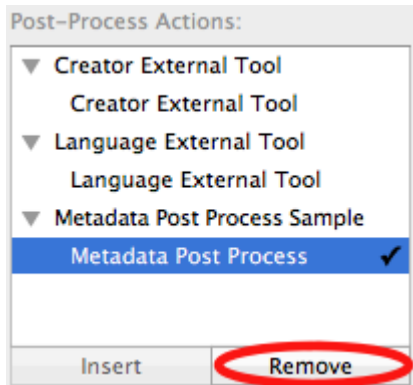 Post-Process Actions:
Creator External Tool
Creator External Tool
Language External Tool
Language External Tool
Metadata Post Process Sample
Metadata Post Process ✔
Insert Remove